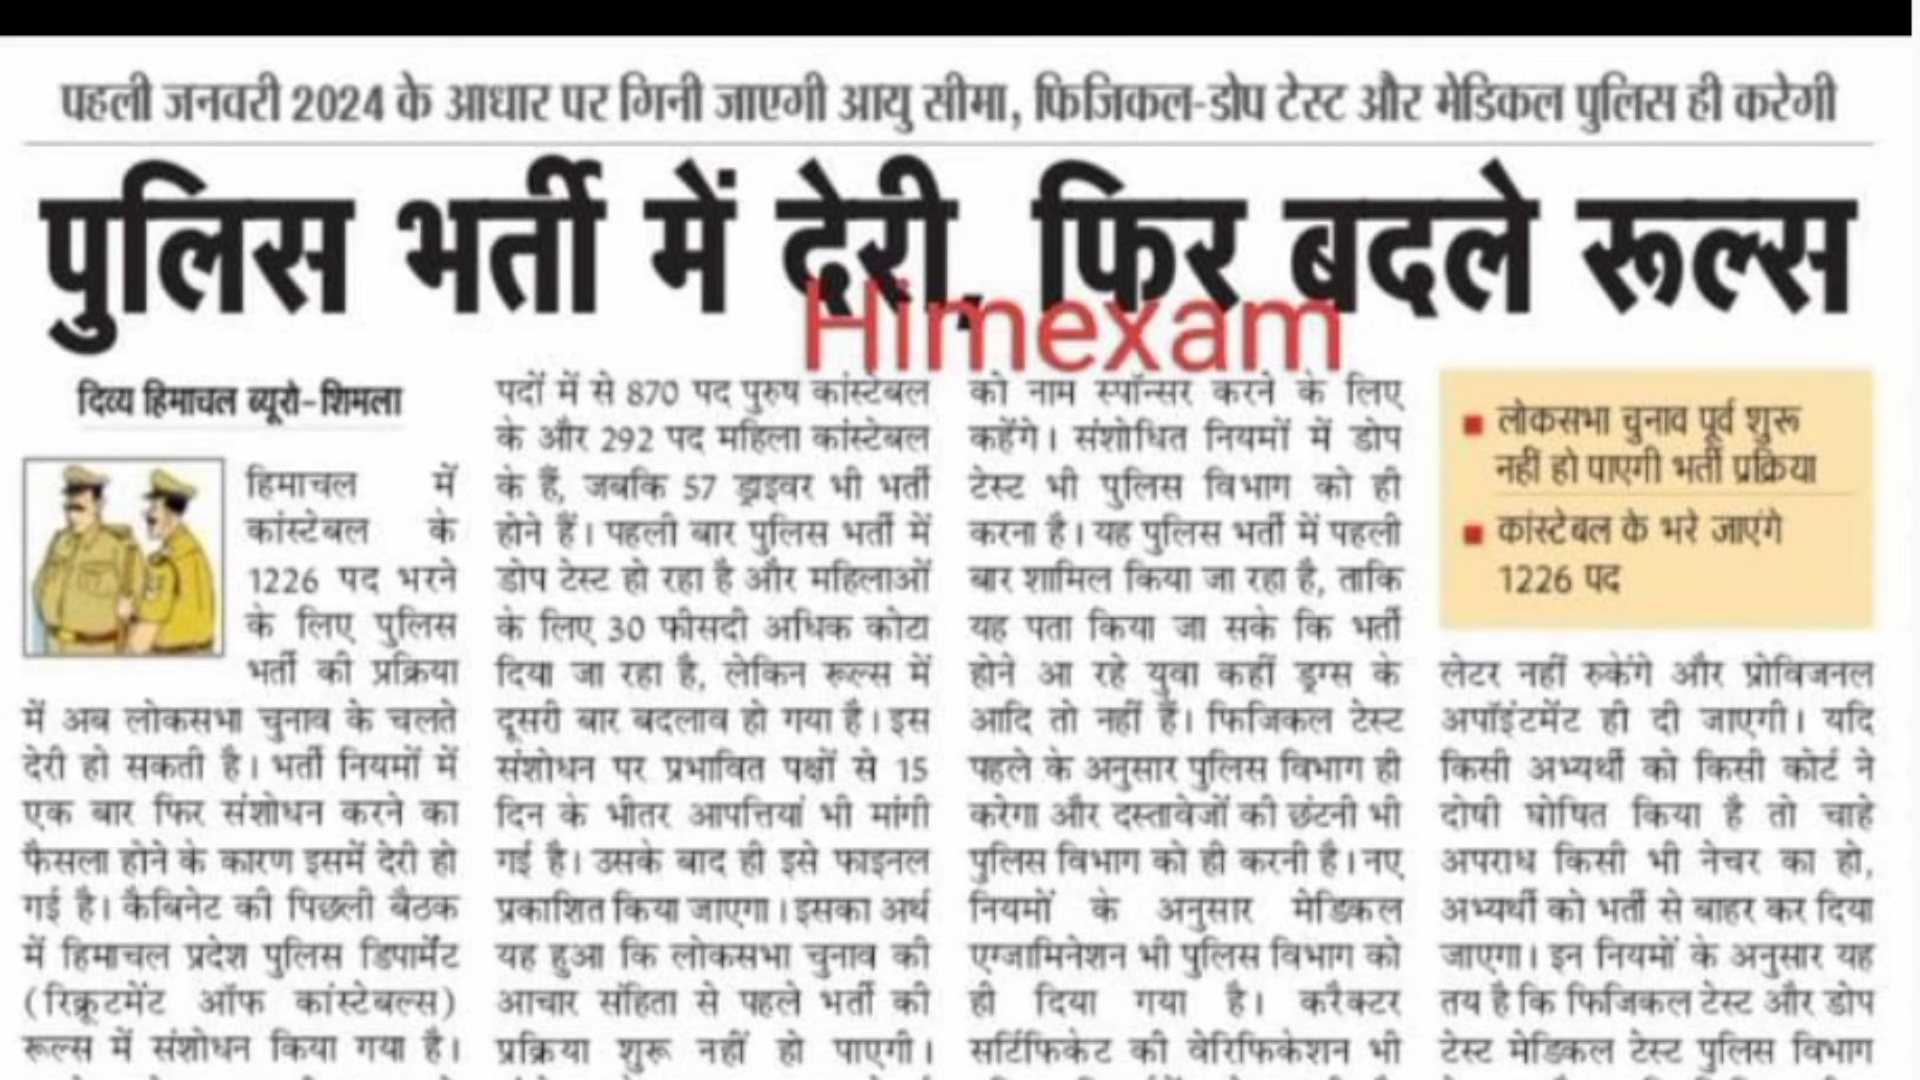 पहली जनवरी 2024 के आधार पर गिनी जाएगी आयु सीमा, फिजिकल-डोप टेस्ट और मेडिकल पुलिस ही करेगी
पुलिस भर्ती में देरी, फिर बदले रूल्स
Himexam
दिव्य हिमाचल ब्यूरो-शिमला
हिमाचल में
कांस्टेबल के
1226 पद भरने
के लिए पुलिस
भर्ती की प्रक्रिया
में अब लोकसभा चुनाव के चलते
देरी हो सकती है। भर्ती नियमों में
एक बार फिर संशोधन करने का
फैसला होने के कारण इसमें देरी हो
गई है। कैबिनेट की पिछली बैठक
में हिमाचल प्रदेश पुलिस डिपार्मेंट
(रिक्रूटमेंट ऑफ कांस्टेबल्स)
रूल्स में संशोधन किया गया है।
पदों में से 870 पद पुरुष कांस्टेबल
के और 292 पद महिला कांस्टेबल
के हैं, जबकि 57 ड्राइवर भी भर्ती
होने हैं। पहली बार पुलिस भर्ती में
डोप टेस्ट हो रहा है और महिलाओं
के लिए 30 फीसदी अधिक कोटा
दिया जा रहा है, लेकिन रूल्स में
दूसरी बार बदलाव हो गया है। इस
संशोधन पर प्रभावित पक्षों से 15
दिन के भीतर आपत्तियां भी मांगी
गई है। उसके बाद ही इसे फाइनल
प्रकाशित किया जाएगा। इसका अर्थ
यह हुआ कि लोकसभा चुनाव की
आचार संहिता से पहले भर्ती की
प्रक्रिया शुरू नहीं हो पाएगी।
को नाम स्पॉन्सर करने के लिए
कहेंगे। संशोधित नियमों में डोप
टेस्ट भी पुलिस विभाग को ही
करना है। यह पुलिस भर्ती में पहली
बार शामिल किया जा रहा है, ताकि
यह पता किया जा सके कि भर्ती
होने आ रहे युवा कहीं ड्रग्स के
आदि तो नहीं हैं। फिजिकल टेस्ट
पहले के अनुसार पुलिस विभाग ही
करेगा और दस्तावेजों की छंटनी भी
पुलिस विभाग को ही करनी है। नए
नियमों के अनुसार मेडिकल
एग्जामिनेशन भी पुलिस विभाग को
ही दिया गया है। करैक्टर
सर्टिफिकेट की वेरिफिकेशन भी
लोकसभा चुनाव पूर्व शुरू
नहीं हो पाएगी भर्ती प्रक्रिया
कांस्टेबल के भरे जाएंगे
1226 पद
लेटर नहीं रुकेंगे और प्रोविजनल
अपॉइंटमेंट ही दी जाएगी। यदि
किसी अभ्यर्थी को किसी कोर्ट ने
दोषी घोषित किया है तो चाहे
अपराध किसी भी नेचर का हो,
अभ्यर्थी को भर्ती से बाहर कर दिया
जाएगा। इन नियमों के अनुसार यह
तय है कि फिजिकल टेस्ट और डोप
टेस्ट मेडिकल टेस्ट पुलिस विभाग